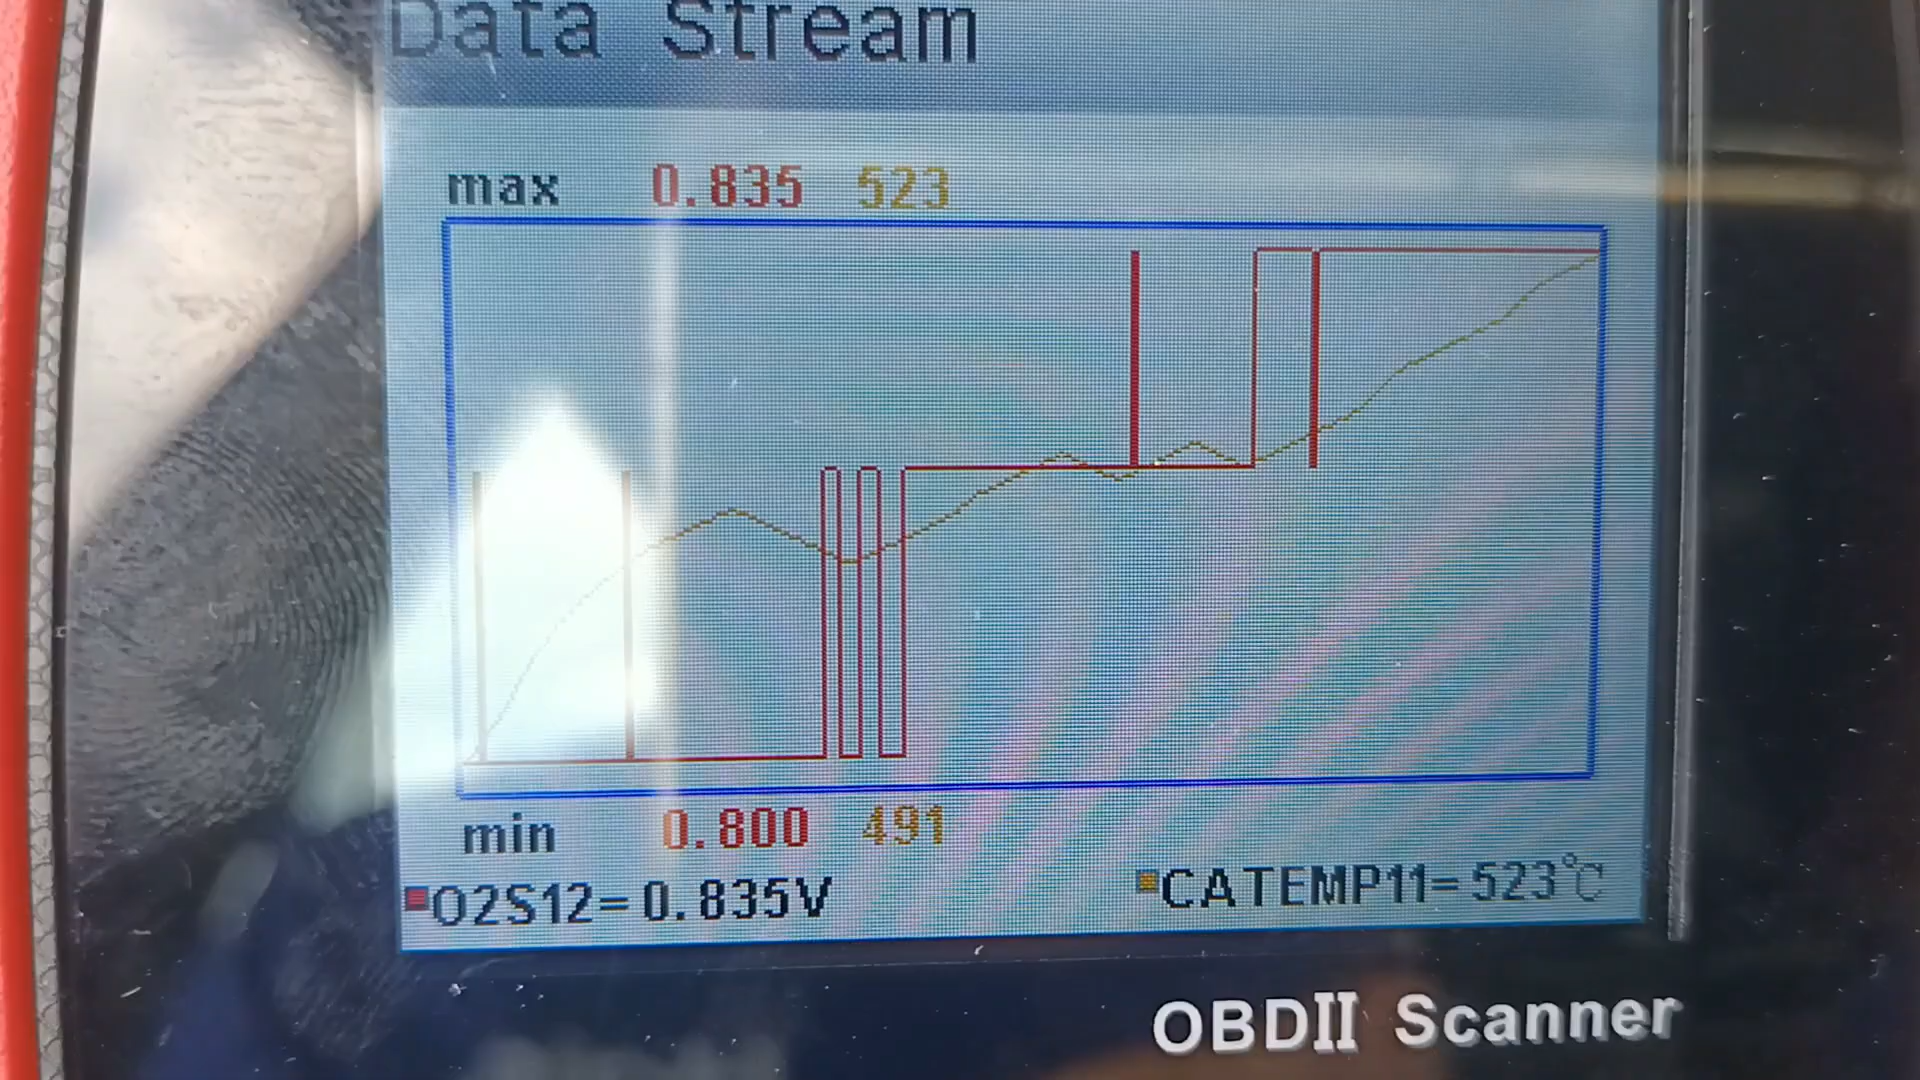 Data Stream
max 0.835 523
min 0.800 491
O2S12=0.835V CATEMP11=523℃
OBDII Scanner